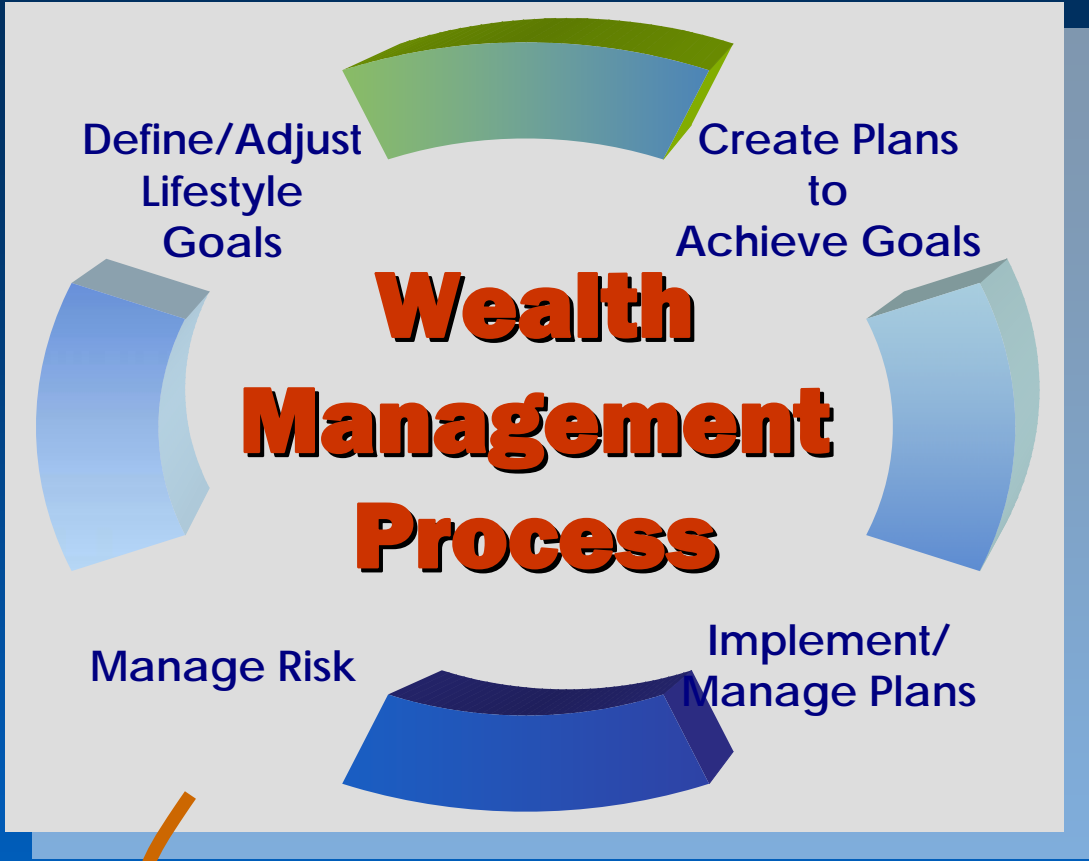 Define/Adjust
Lifestyle
Goals
Create Plans
to
Achieve Goals
Wealth
Management
Process
Manage Risk
Implement/
Manage Plans